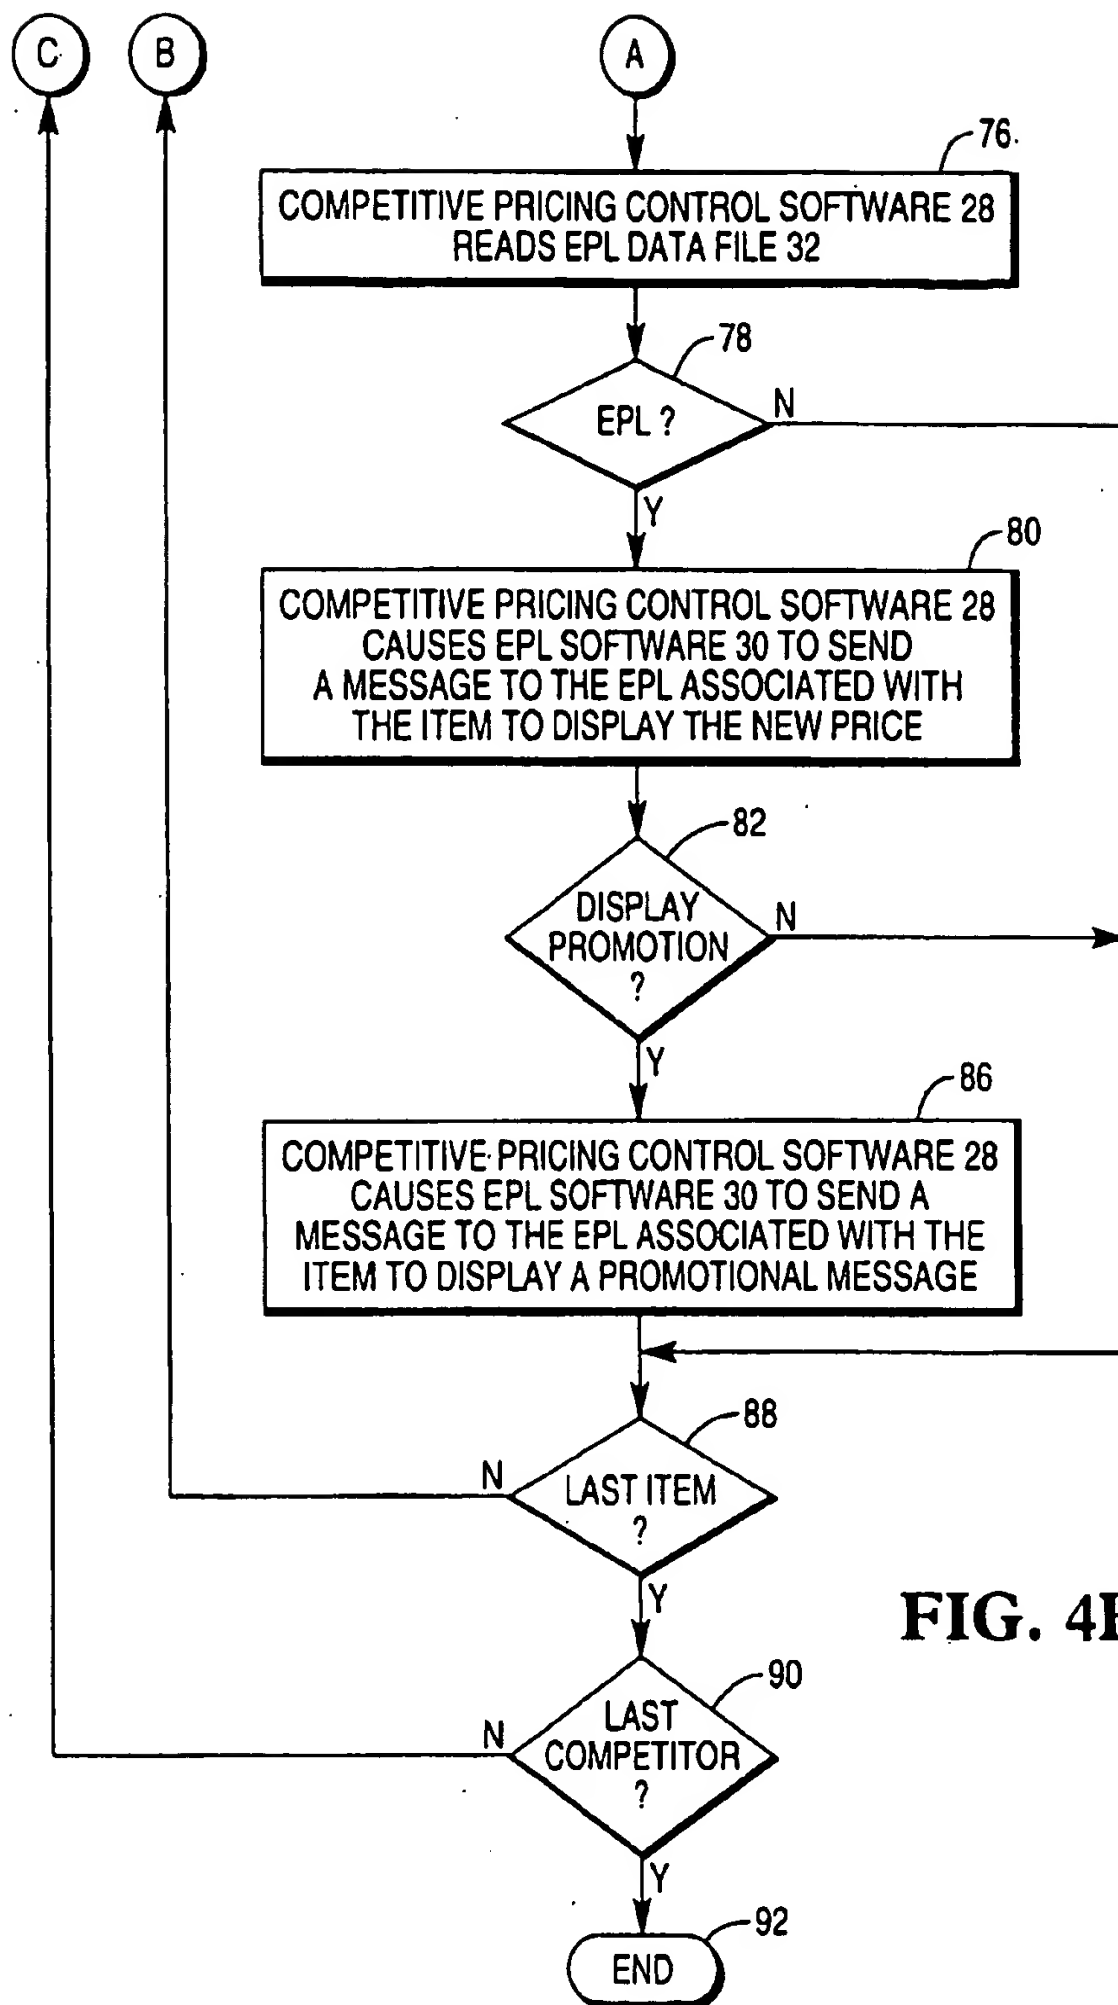 C
B
A
76
COMPETITIVE PRICING CONTROL SOFTWARE 28
READS EPL DATA FILE 32
78
EPL ?
N
Y
80
COMPETITIVE PRICING CONTROL SOFTWARE 28
CAUSES EPL SOFTWARE 30 TO SEND
A MESSAGE TO THE EPL ASSOCIATED WITH
THE ITEM TO DISPLAY THE NEW PRICE
82
DISPLAY
PROMOTION
?
N
Y
86
COMPETITIVE PRICING CONTROL SOFTWARE 28
CAUSES EPL SOFTWARE 30 TO SEND A
MESSAGE TO THE EPL ASSOCIATED WITH THE
ITEM TO DISPLAY A PROMOTIONAL MESSAGE
88
LAST ITEM
?
N
Y
FIG.
90
LAST
COMPETITOR
?
N
Y
92
END